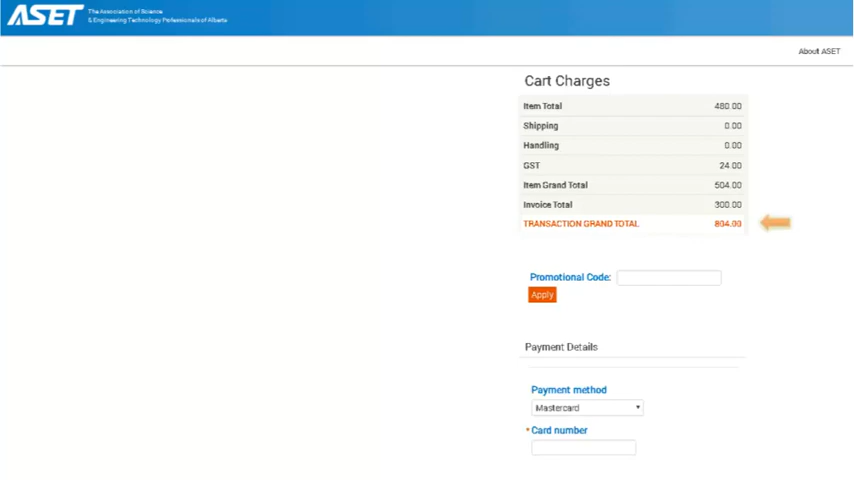 ASET
The Association of Science
& Engineering Technology Professionals of Alberta
About ASET
Cart Charges
Item Total 480.00
Shipping 0.00
Handling 0.00
GST 24.00
Item Grand Total 504.00
Invoice Total 300.00
TRANSACTION GRAND TOTAL 804.00
Promotional Code:
Apply
Payment Details
Payment method
Mastercard
* Card number